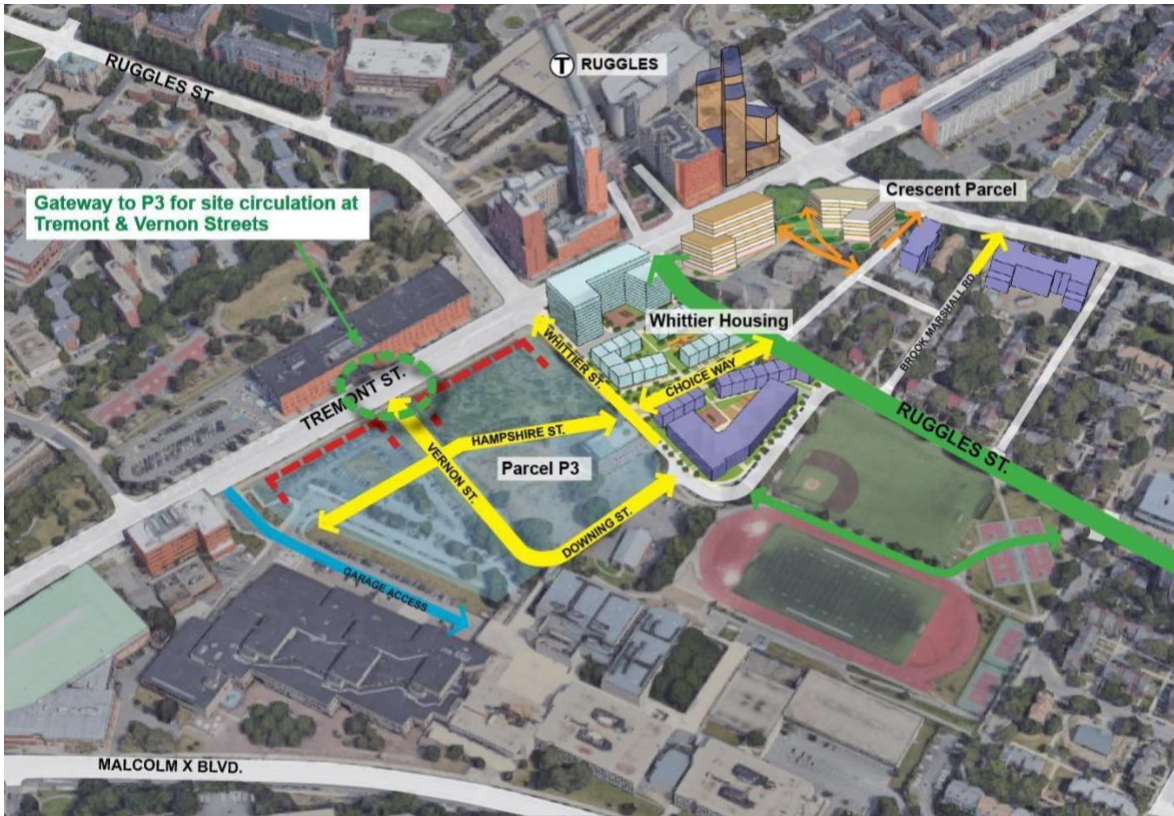 RUGGLES ST.
T RUGGLES
Gateway to P3 for site circulation at
Tremont & Vernon Streets
Crescent Parcel
Whittier Housing
BROOK MARSHALL RD
WHITTIER ST.
CHOICE WAY
TREMONT ST.
RUGGLES ST.
HAMPSHIRE ST.
VERNON ST.
Parcel P3
DOWNING ST.
GARAGE ACCESS
MALCOLM X BLVD.